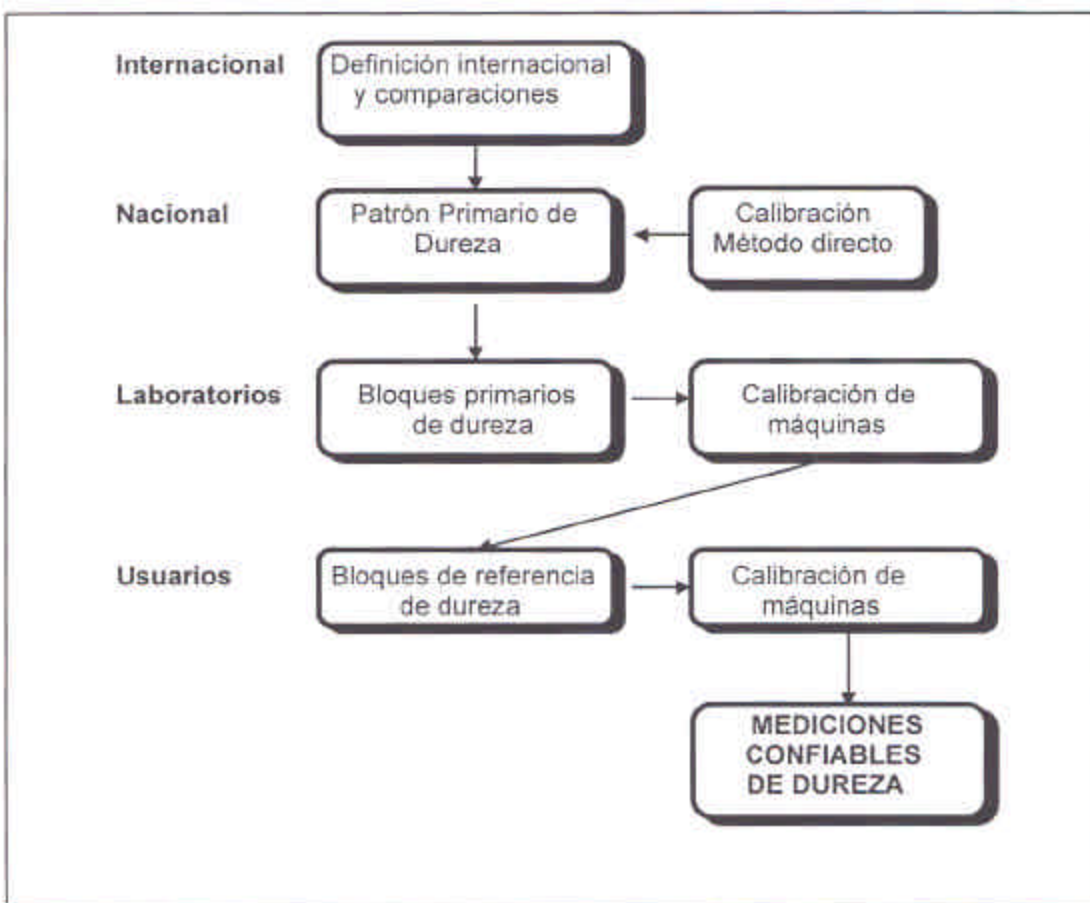 Internacional
Definición internacional
y comparaciones
Nacional
Patrón Primario de
Dureza
Calibración
Método directo
Laboratorios
Bloques primarios
de dureza
Calibración de
máquinas
Usuarios
Bloques de referencia
de dureza
Calibración de
máquinas
MEDICIONES
CONFIABLES
DE DUREZA